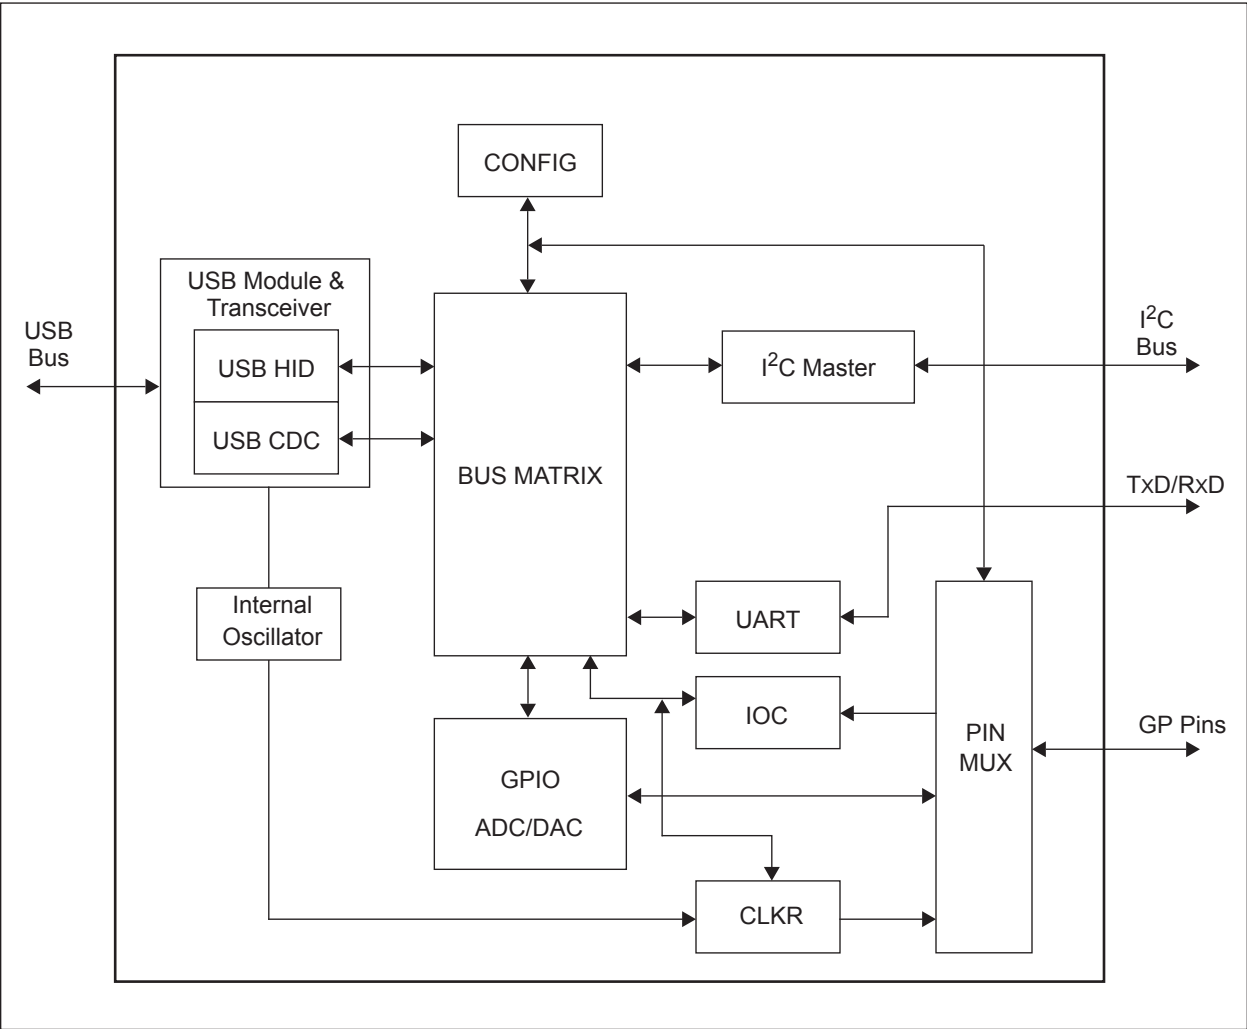 CONFIG
USB Module &
Transceiver
USB
Bus
USB HID
USB CDC
BUS MATRIX
I²C Master
I²C
Bus
TxD/RxD
Internal
Oscillator
UART
IOC
PIN
MUX
GP Pins
GPIO
ADC/DAC
CLKR